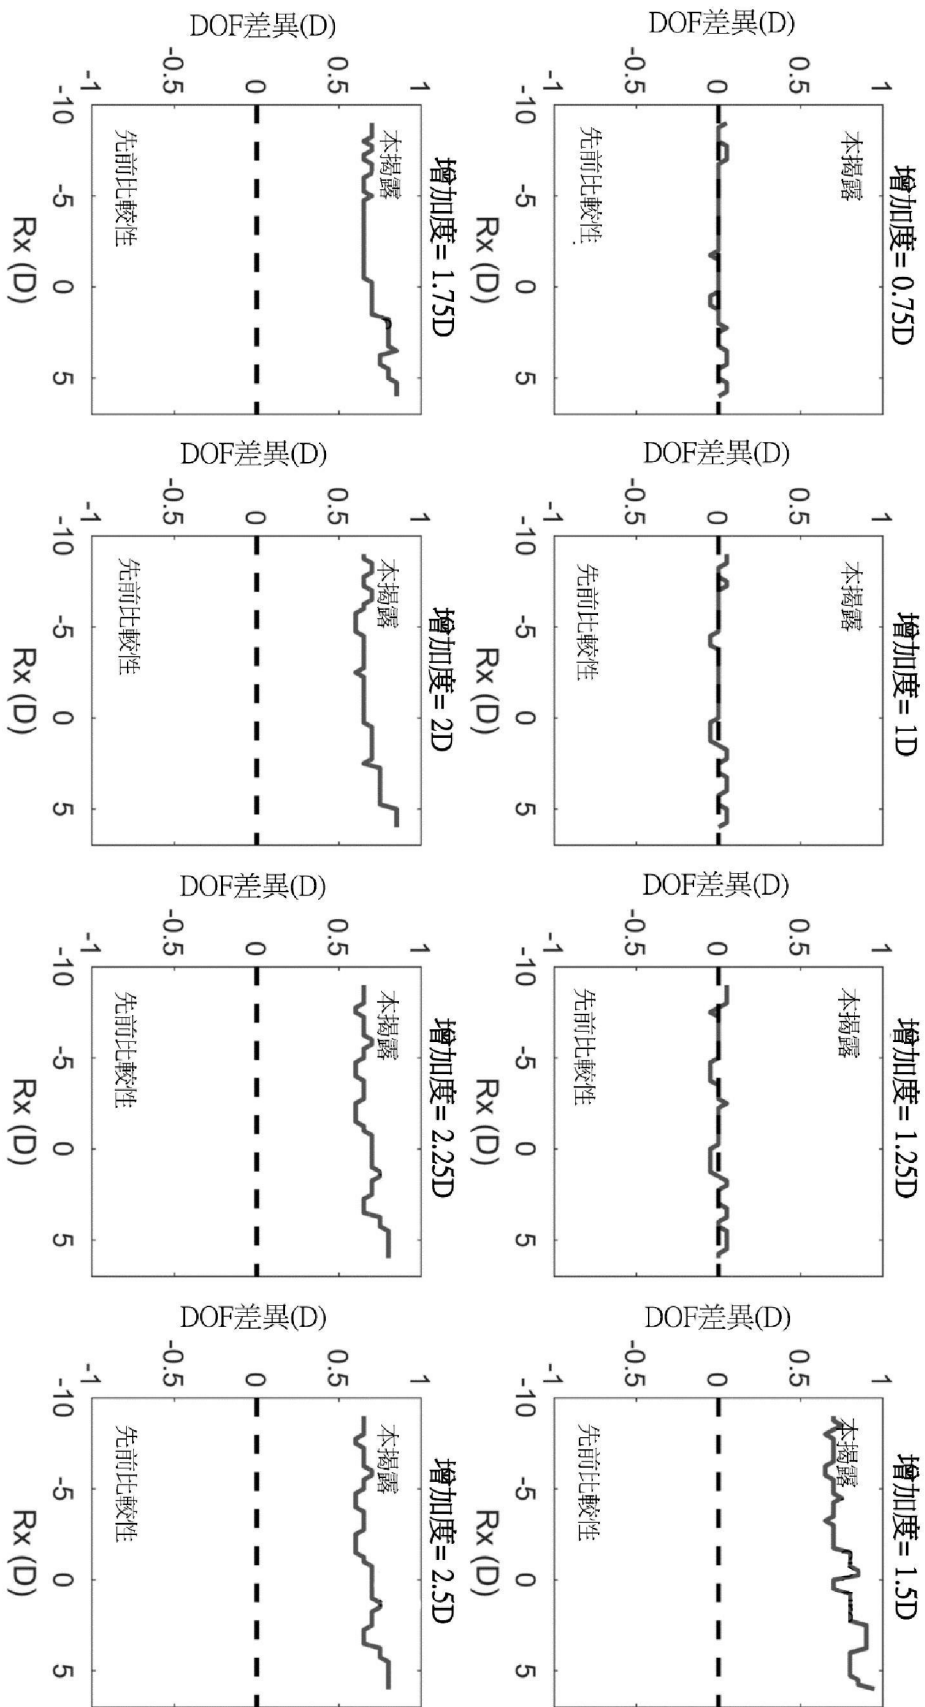 增加度= 0.75D
DOF差異(D)
1
0.5
0
-0.5
-1
本揭露
先前比較性
-10
-5
0
5
Rx (D)
增加度= 1D
DOF差異(D)
1
0.5
0
-0.5
-1
本揭露
先前比較性
-10
-5
0
5
Rx (D)
增加度= 1.25D
DOF差異(D)
1
0.5
0
-0.5
-1
本揭露
先前比較性
-10
-5
0
5
Rx (D)
增加度= 1.5D
DOF差異(D)
1
0.5
0
-0.5
-1
本揭露
先前比較性
-10
-5
0
5
Rx (D)
增加度= 1.75D
DOF差異(D)
1
0.5
0
-0.5
-1
本揭露
先前比較性
-10
-5
0
5
Rx (D)
增加度= 2D
DOF差異(D)
1
0.5
0
-0.5
-1
本揭露
先前比較性
-10
-5
0
5
Rx (D)
增加度= 2.25D
DOF差異(D)
1
0.5
0
-0.5
-1
本揭露
先前比較性
-10
-5
0
5
Rx (D)
增加度= 2.5D
DOF差異(D)
1
0.5
0
-0.5
-1
本揭露
先前比較性
-10
-5
0
5
Rx (D)